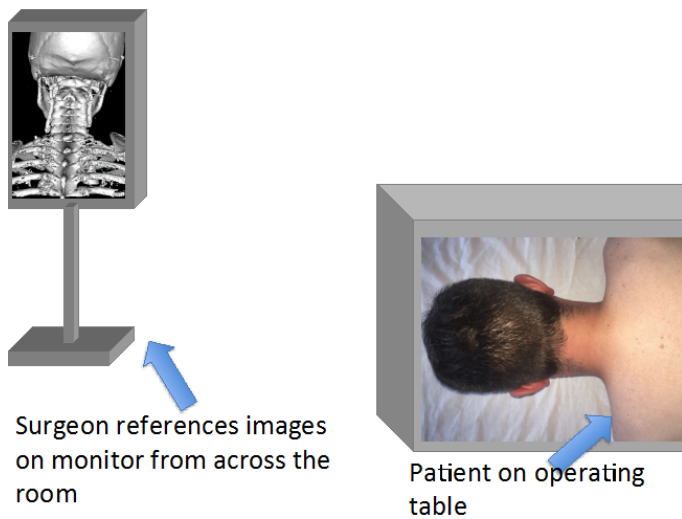 Surgeon references images
on monitor from across the
room
Patient on operating
table